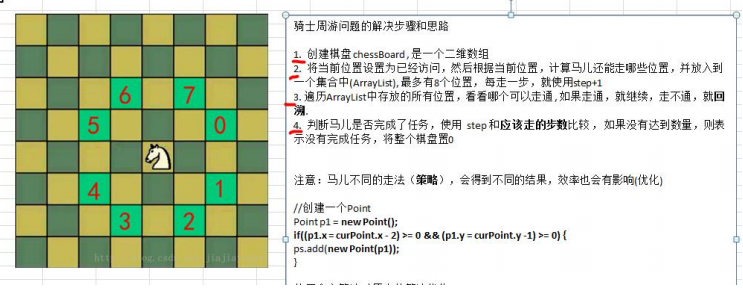 骑士周游问题的解决步骤和思路
1. 创建棋盘 chessBoard , 是一个二维数组
2. 将当前位置设置为已经访问，然后根据当前位置，计算马儿还能走哪些位置，并放入到
一个集合中(ArrayList), 最多有8个位置，每走一步，就使用step+1
3. 遍历ArrayList中存放的所有位置，看看哪个可以走通 , 如果走通，就继续，走不通，就回
溯.
4. 判断马儿是否完成了任务，使用 step 和应该走的步数比较 ， 如果没有达到数量，则表
示没有完成任务，将整个棋盘置0
注意：马儿不同的走法（策略），会得到不同的结果，效率也会有影响(优化)
//创建一个Point
Point p1 = new Point();
if((p1.x = curPoint.x - 2) >= 0 && (p1.y = curPoint.y -1) >= 0) {
ps.add(new Point(p1));
}
6 7
5 0
4 1
3 2